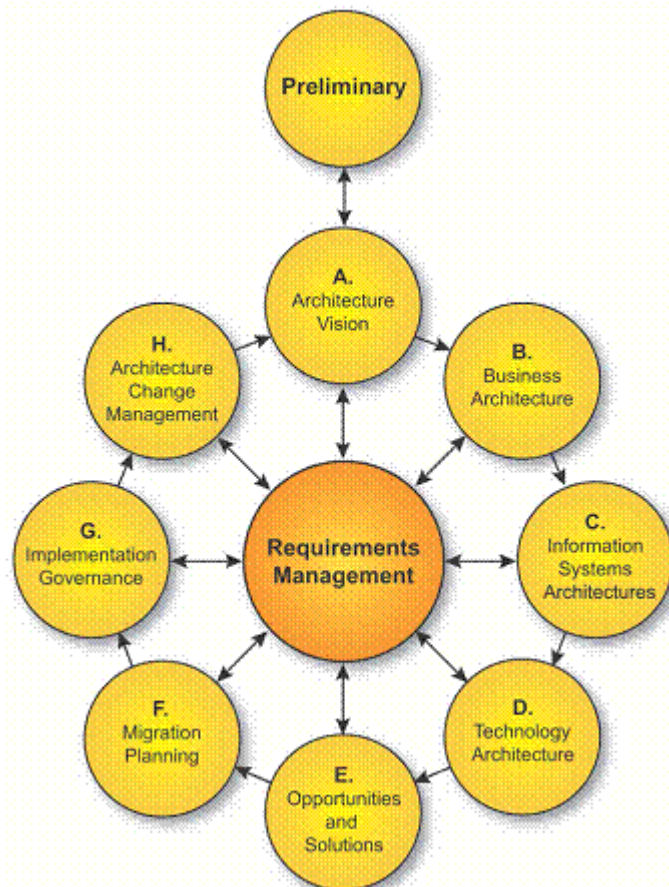 Preliminary
A.
Architecture
Vision
B.
Business
Architecture
C.
Information
Systems
Architectures
D.
Technology
Architecture
E.
Opportunities
and
Solutions
F.
Migration
Planning
G.
Implementation
Governance
H.
Architecture
Change
Management
Requirements
Management